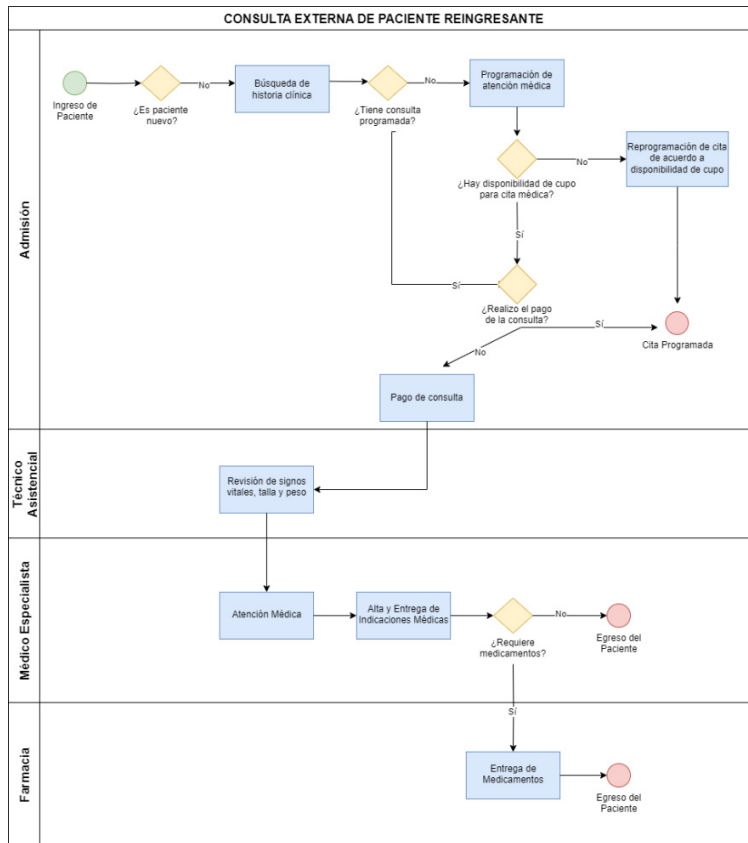 CONSULTA EXTERNA DE PACIENTE REINGRESANTE
Admisión
Ingreso de
Paciente
¿Es paciente
nuevo?
No
Búsqueda de
historia clínica
¿Tiene consulta
programada?
No
Programación de
atención médica
¿Hay disponibilidad de cupo
para cita médica?
No
Reprogramación de cita
de acuerdo a
disponibilidad de cupo
Sí
Sí
¿Realizo el pago
de la consulta?
Sí
Cita Programada
No
Pago de consulta
Técnico
Asistencial
Revisión de signos
vitales, talla y peso
Médico Especialista
Atención Médica
Alta y Entrega de
Indicaciones Médicas
¿Requiere
medicamentos?
No
Egreso del
Paciente
Sí
Farmacia
Entrega de
Medicamentos
Egreso del
Paciente